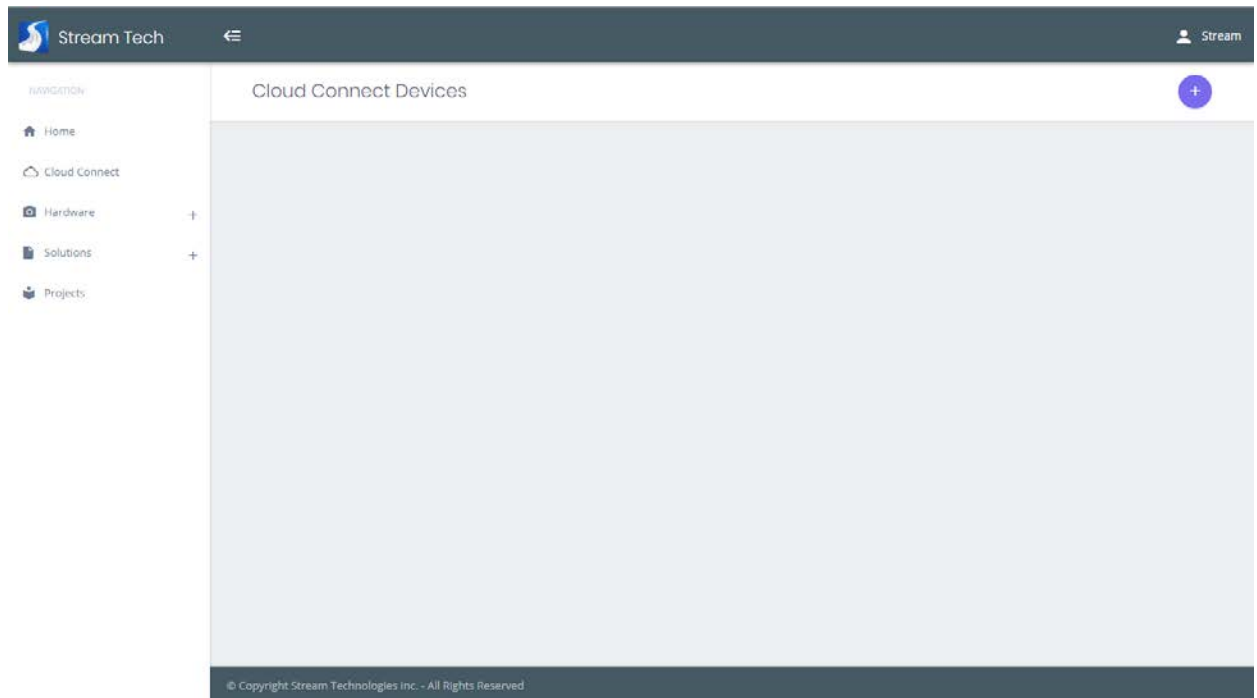 Stream Tech
Stream
NAVIGATION
Cloud Connect Devices
+
Home
Cloud Connect
Hardware +
Solutions +
Projects
© Copyright Stream Technologies Inc. - All Rights Reserved